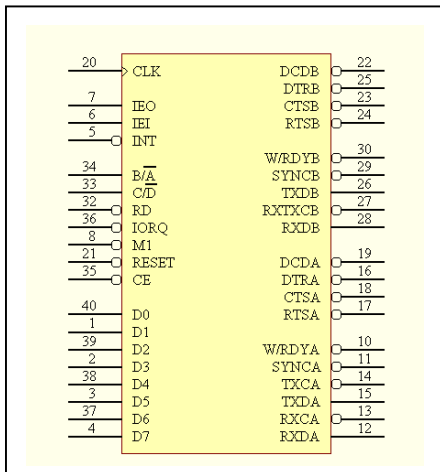 20 CLK DCDB 22
DTRB 25
7 IEO CTSB 23
6 IEI RTSB 24
5 INT
W/RDYB 30
34 B/A SYNCB 29
33 C/D TXDB 26
32 RD RXTXCB 27
36 IORQ RXDB 28
8 M1
21 RESET DCDA 19
35 CE DTRA 16
CTSA 18
40 D0 RTSA 17
1 D1
39 D2 W/RDYA 10
2 D3 SYNCA 11
38 D4 TXCA 14
3 D5 TXDA 15
37 D6 RXCA 13
4 D7 RXDA 12